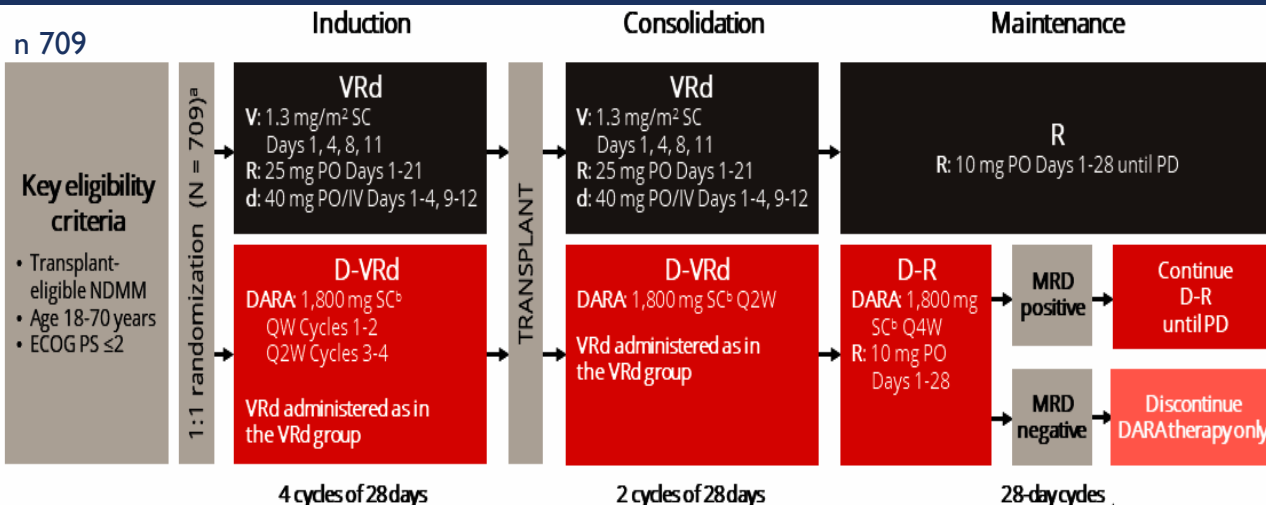 Induction
Consolidation
Maintenance
n 709
Key eligibility
criteria
• Transplant-
eligible NDMM
• Age 18-70 years
• ECOG PS ≤2
1:1 randomization (N = 709)ᵃ
VRd
V: 1.3 mg/m² SC
Days 1, 4, 8, 11
R: 25 mg PO Days 1-21
d: 40 mg PO/IV Days 1-4, 9-12
D-VRd
DARA: 1,800 mg SCᵇ
QW Cycles 1-2
Q2W Cycles 3-4
VRd administered as in
the VRd group
4 cycles of 28 days
TRANSPLANT
VRd
V: 1.3 mg/m² SC
Days 1, 4, 8, 11
R: 25 mg PO Days 1-21
d: 40 mg PO/IV Days 1-4, 9-12
D-VRd
DARA: 1,800 mg SCᵇ Q2W
VRd administered as in
the VRd group
2 cycles of 28 days
R
R: 10 mg PO Days 1-28 until PD
D-R
DARA: 1,800 mg
SCᵇ Q4W
R: 10 mg PO
Days 1-28
MRD
positive
Continue
D-R
until PD
MRD
negative
Discontinue
DARA therapy only
28-day cycles